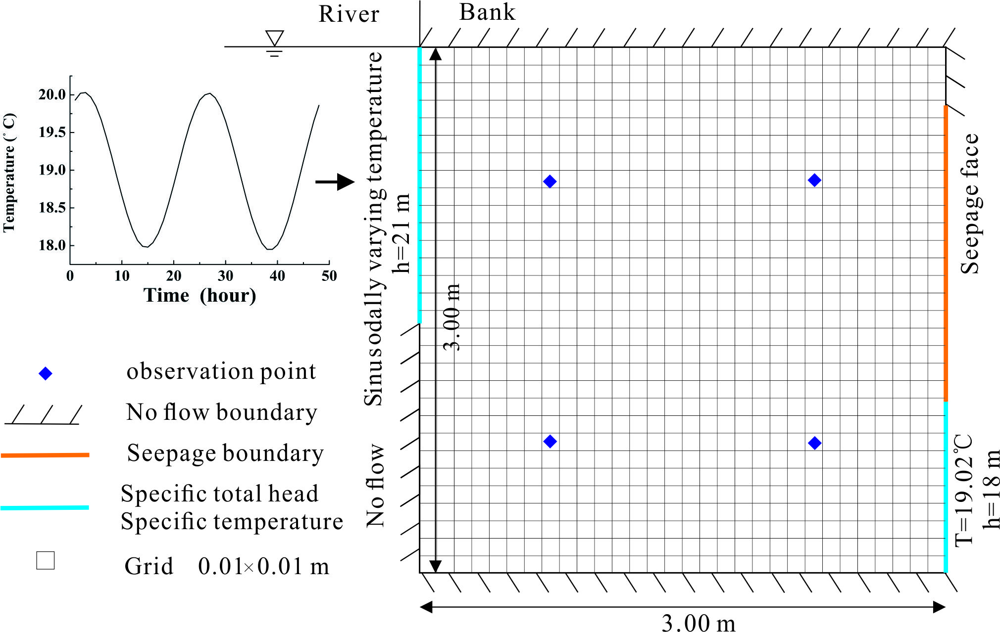 River
Bank
20.0
19.5
19.0
18.5
18.0
Temperature (°C)
0 10 20 30 40 50
Time (hour)
Sinusodally varying temperature
h=21 m
No flow
3.00 m
Seepage face
T=19.02℃
h=18 m
3.00 m
observation point
No flow boundary
Seepage boundary
Specific total head
Specific temperature
Grid 0.01×0.01 m